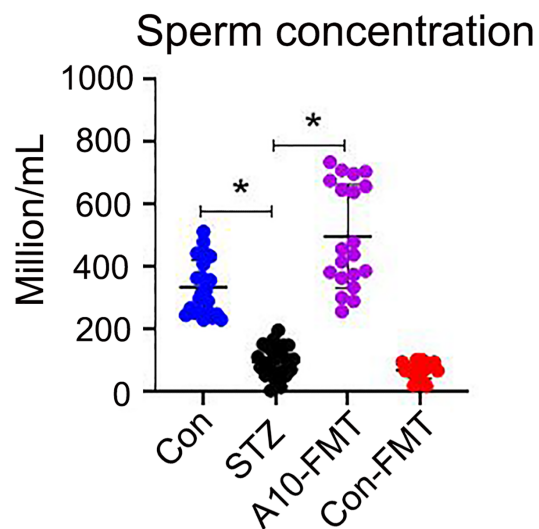 Sperm concentration
Million/mL
1000
800
600
400
200
0
*
*
Con
STZ
A10-FMT
Con-FMT